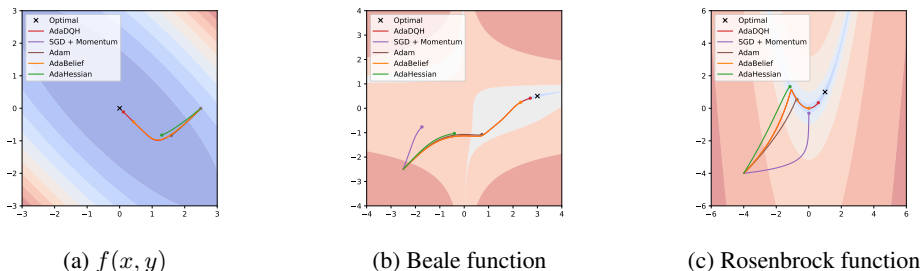 3
2
1
0
−1
−2
−3
−3 −2 −1 0 1 2 3
Optimal
AdaDQH
SGD + Momentum
Adam
AdaBelief
AdaHessian
(a) f(x, y)
4
3
2
1
0
−1
−2
−3
−4
−4 −3 −2 −1 0 1 2 3 4
Optimal
AdaDQH
SGD + Momentum
Adam
AdaBelief
AdaHessian
(b) Beale function
6
4
2
0
−2
−4
−6
−6 −4 −2 0 2 4 6
Optimal
AdaDQH
SGD + Momentum
Adam
AdaBelief
AdaHessian
(c) Rosenbrock function